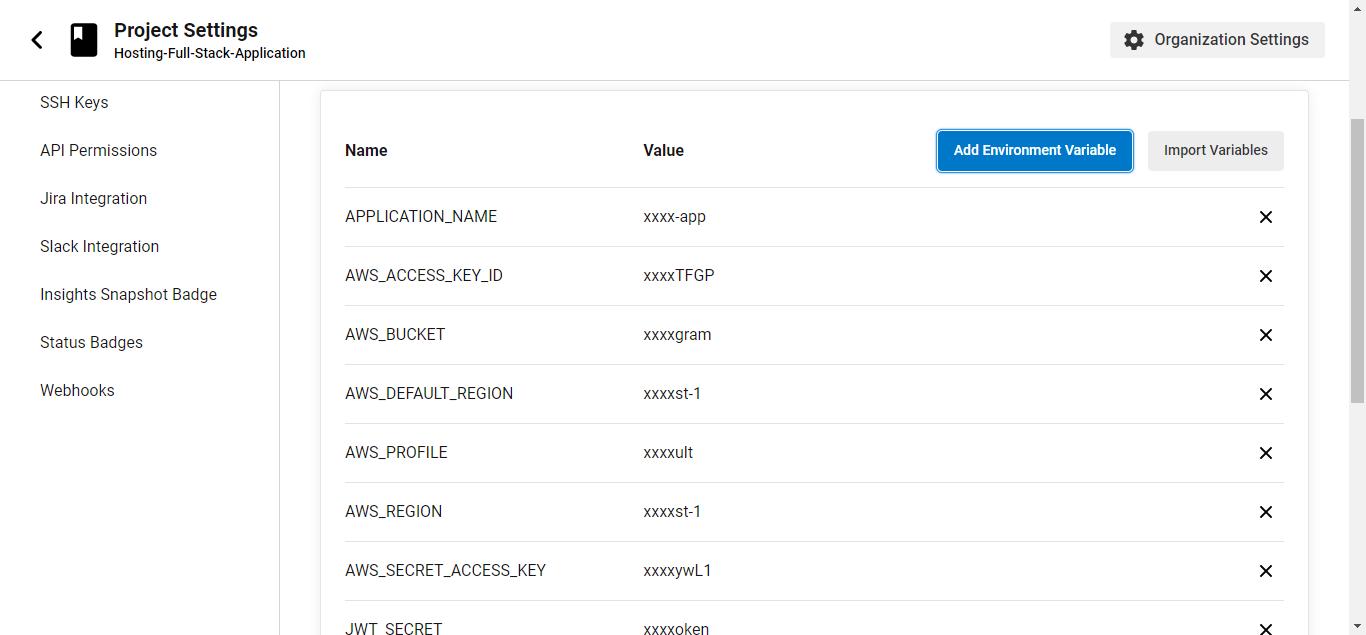 Project Settings
Hosting-Full-Stack-Application
Organization Settings
SSH Keys
API Permissions
Jira Integration
Slack Integration
Insights Snapshot Badge
Status Badges
Webhooks
Name Value Add Environment Variable Import Variables
APPLICATION_NAME xxxx-app
AWS_ACCESS_KEY_ID xxxxTFGP
AWS_BUCKET xxxxgram
AWS_DEFAULT_REGION xxxxst-1
AWS_PROFILE xxxxult
AWS_REGION xxxxst-1
AWS_SECRET_ACCESS_KEY xxxxywL1
JWT_SECRET xxxxoken